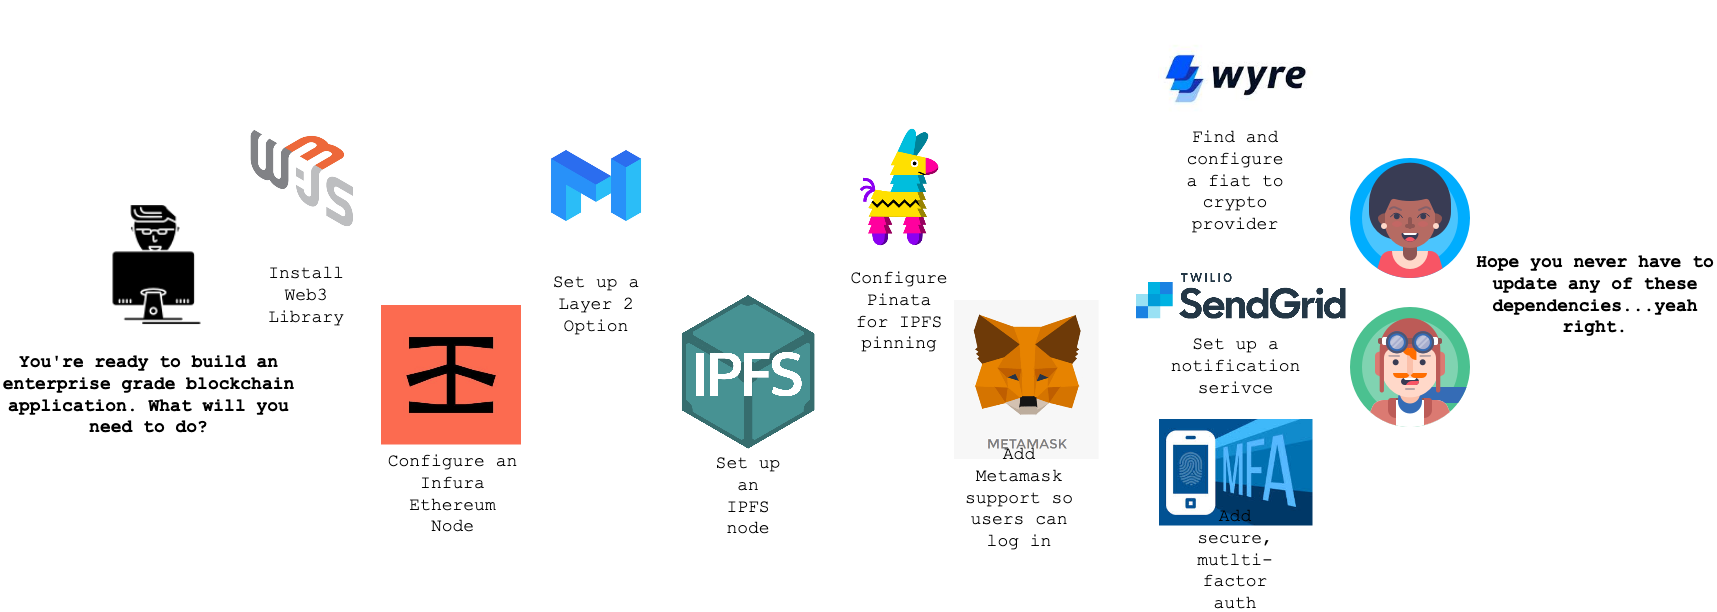 You're ready to build an
enterprise grade blockchain
application. What will you
need to do?
W3:JS
Install
Web3
Library
Configure an
Infura
Ethereum
Node
Set up a
Layer 2
Option
IPFS
Set up
an
IPFS
node
Configure
Pinata
for IPFS
pinning
METAMASK
Add
Metamask
support so
users can
log in
wyre
Find and
configure
a fiat to
crypto
provider
TWILIO
SendGrid
Set up a
notification
serivce
MFA
Add
secure,
mutlti-
factor
auth
Hope you never have to
update any of these
dependencies...yeah
right.